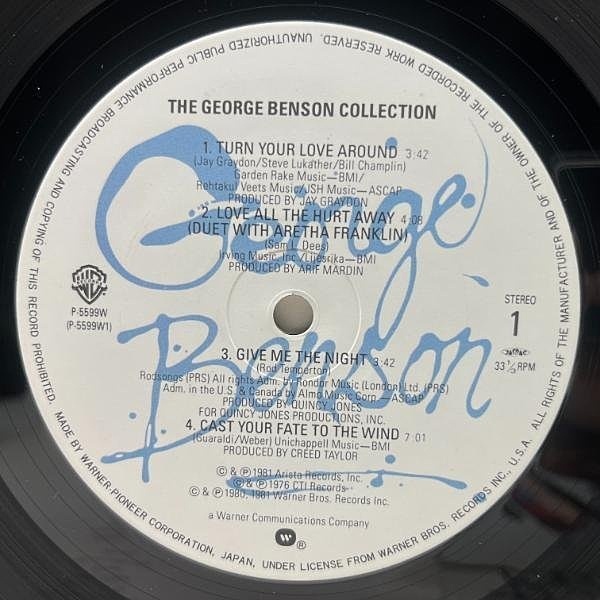 UNAUTHORIZED PUBLIC PERFORMANCE BROADCASTING AND COPYING OF THIS RECORD PROHIBITED.
ALL RIGHTS OF THE MANUFACTURER AND OF THE OWNER OF THE RECORDED WORK RESERVED.
THE GEORGE BENSON COLLECTION
1. TURN YOUR LOVE AROUND 3:42
(Jay Graydon/Steve Lukather/Bill Champlin)
Garden Rake Music—BMI/
Rehtakul Veets Music/JSH Music—ASCAP
PRODUCED BY JAY GRAYDON
2. LOVE ALL THE HURT AWAY 4:08
(DUET WITH ARETHA FRANKLIN)
(Sam L. Dees)
Irving Music, Inc./Lijesrika—BMI
PRODUCED BY ARIF MARDIN
George Benson
P-5599W
(P-5599W1)
STEREO
1
33 1/3 RPM
3. GIVE ME THE NIGHT 3:42
(Rod Temperton)
Rodsongs (PRS) All rights Adm. by Rondor Music (London) Ltd. (PRS)
Adm. in the U.S. & Canada by Almo Music Corp.—ASCAP
PRODUCED BY QUINCY JONES
FOR QUINCY JONES PRODUCTIONS, INC.
4. CAST YOUR FATE TO THE WIND 7:01
(Guaraldi/Weber) Unichappell Music—BMI
PRODUCED BY CREED TAYLOR
© & ℗ 1981 Arista Records, Inc.
© & ℗ 1976 CTI Records
© & ℗ 1980, 1981 Warner Bros. Records Inc.
a Warner Communications Company
®
MADE BY WARNER-PIONEER CORPORATION, JAPAN, UNDER LICENSE FROM WARNER BROS. RECORDS INC., U.S.A.